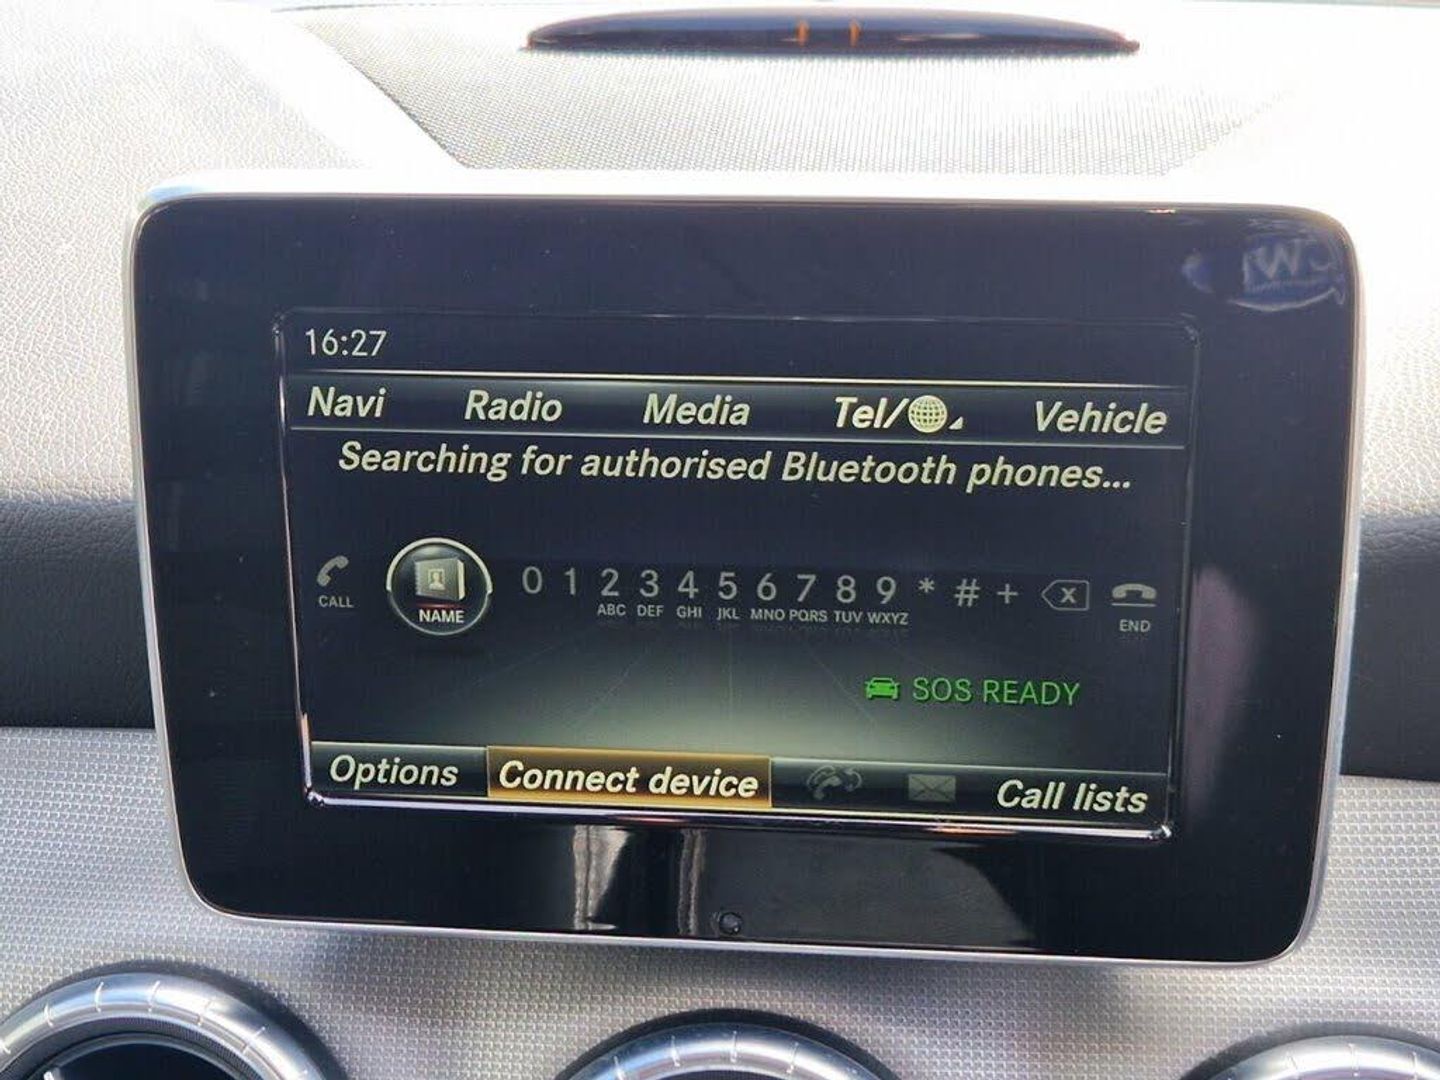 16:27
Navi Radio Media Tel/ Vehicle
Searching for authorised Bluetooth phones...
0 1 2 3 4 5 6 7 8 9 * # +
CALL NAME ABC DEF GHI JKL MNO PQRS TUV WXYZ END
SOS READY
Options Connect device Call lists